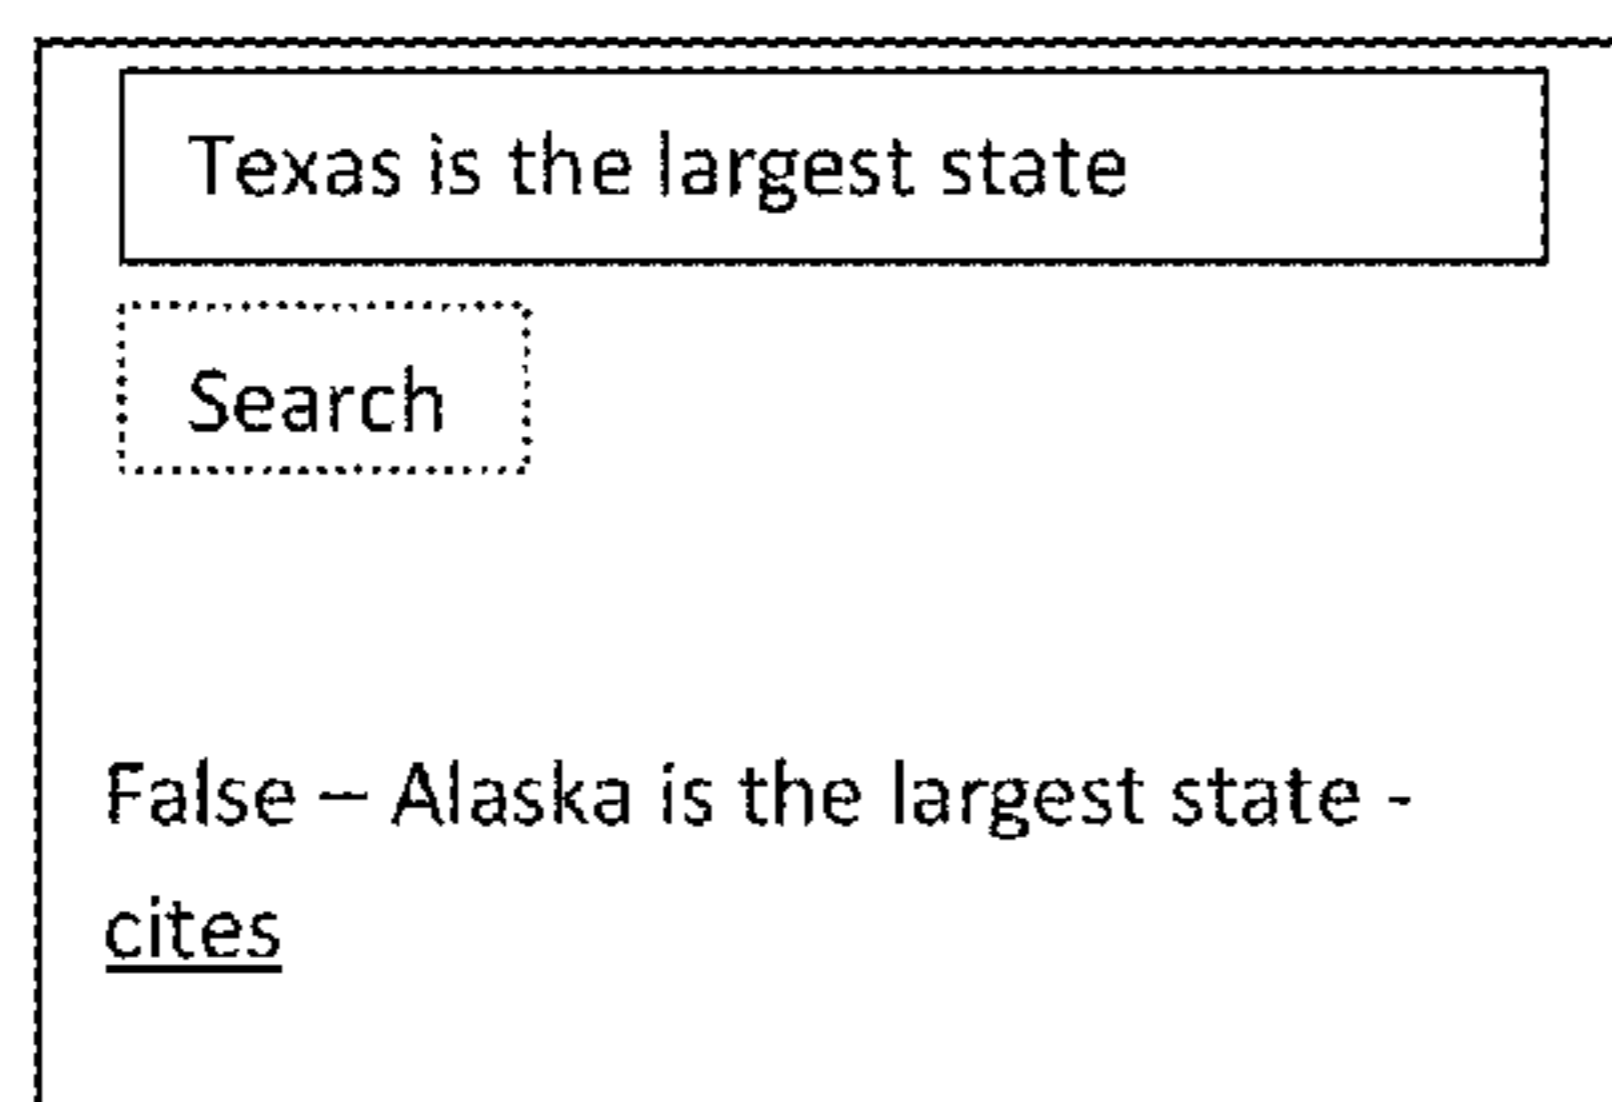 Texas is the largest state
Search
False – Alaska is the largest state -
cites